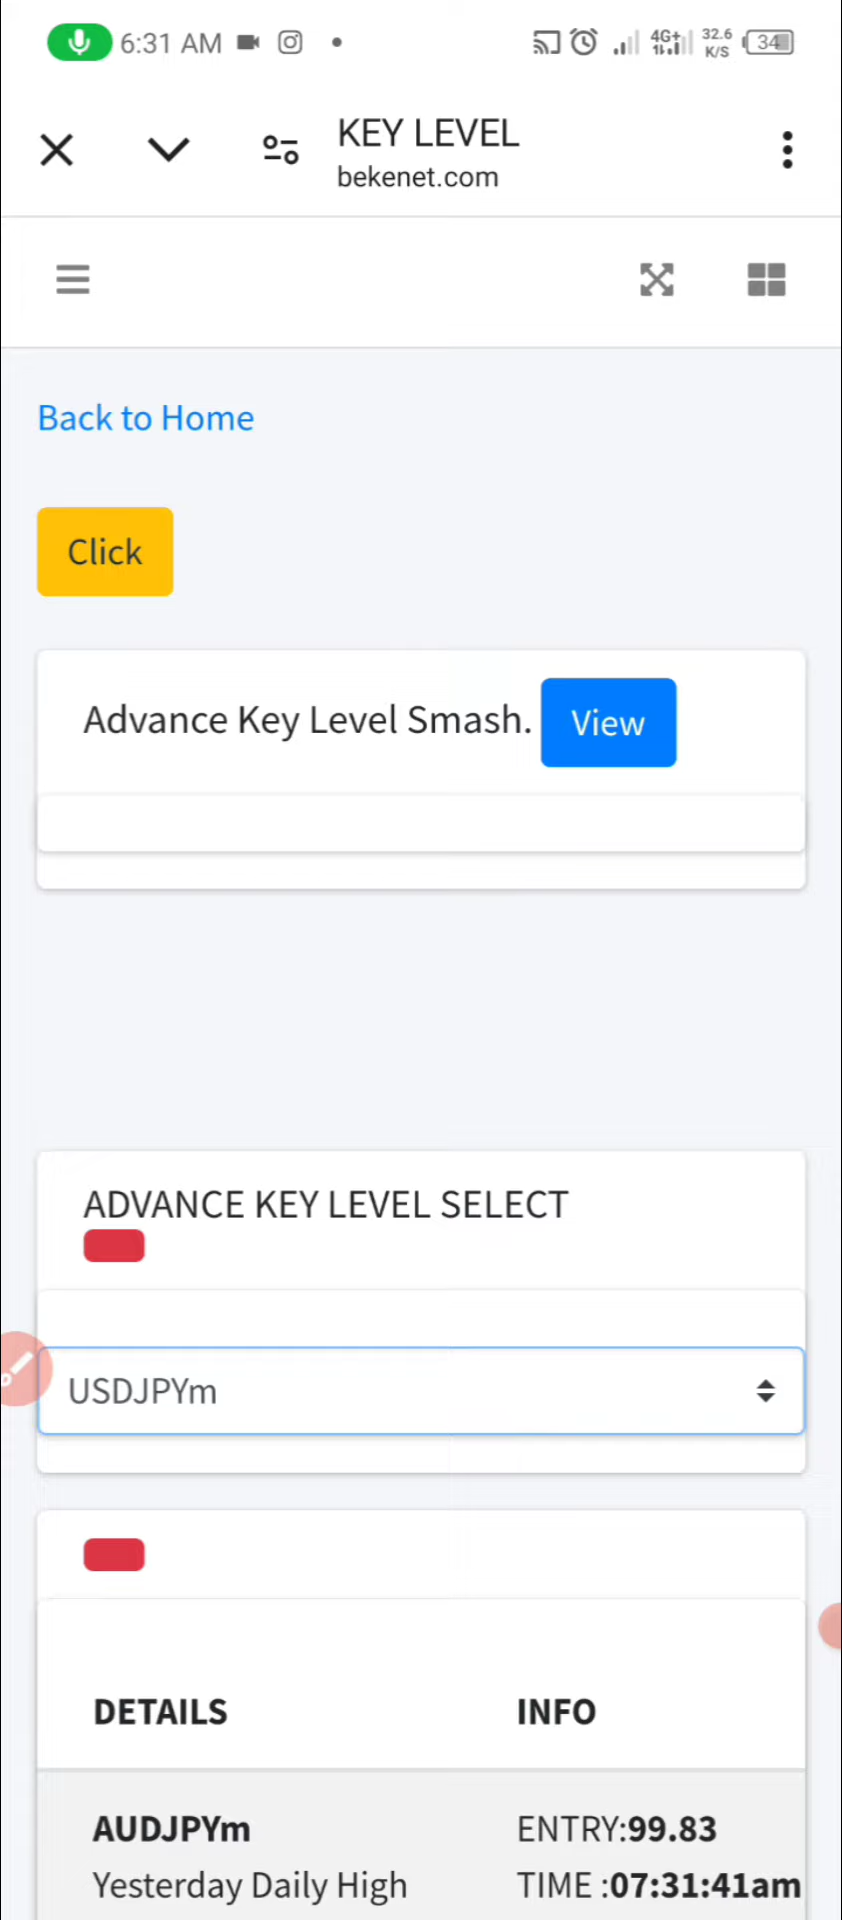 6:31 AM 4G+ 32.6 K/S 34
KEY LEVEL
bekenet.com
Back to Home
Click
Advance Key Level Smash. View
ADVANCE KEY LEVEL SELECT
USDJPYm
DETAILS INFO
AUDJPYm ENTRY:99.83
Yesterday Daily High TIME :07:31:41am